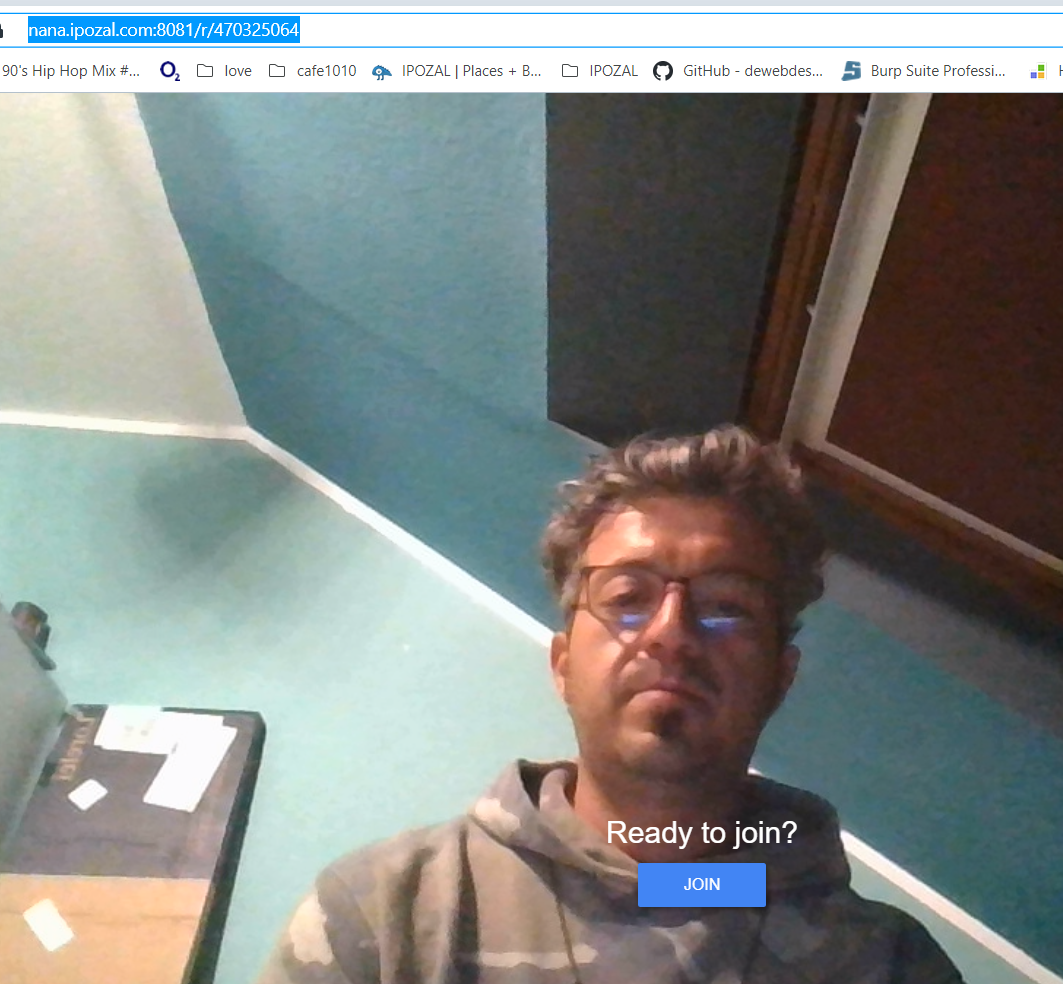 nana.ipozal.com:8081/r/470325064
90's Hip Hop Mix #... O2 love cafe1010 IPOZAL | Places + B... IPOZAL GitHub - dewebdes... Burp Suite Professi...
Ready to join?
JOIN